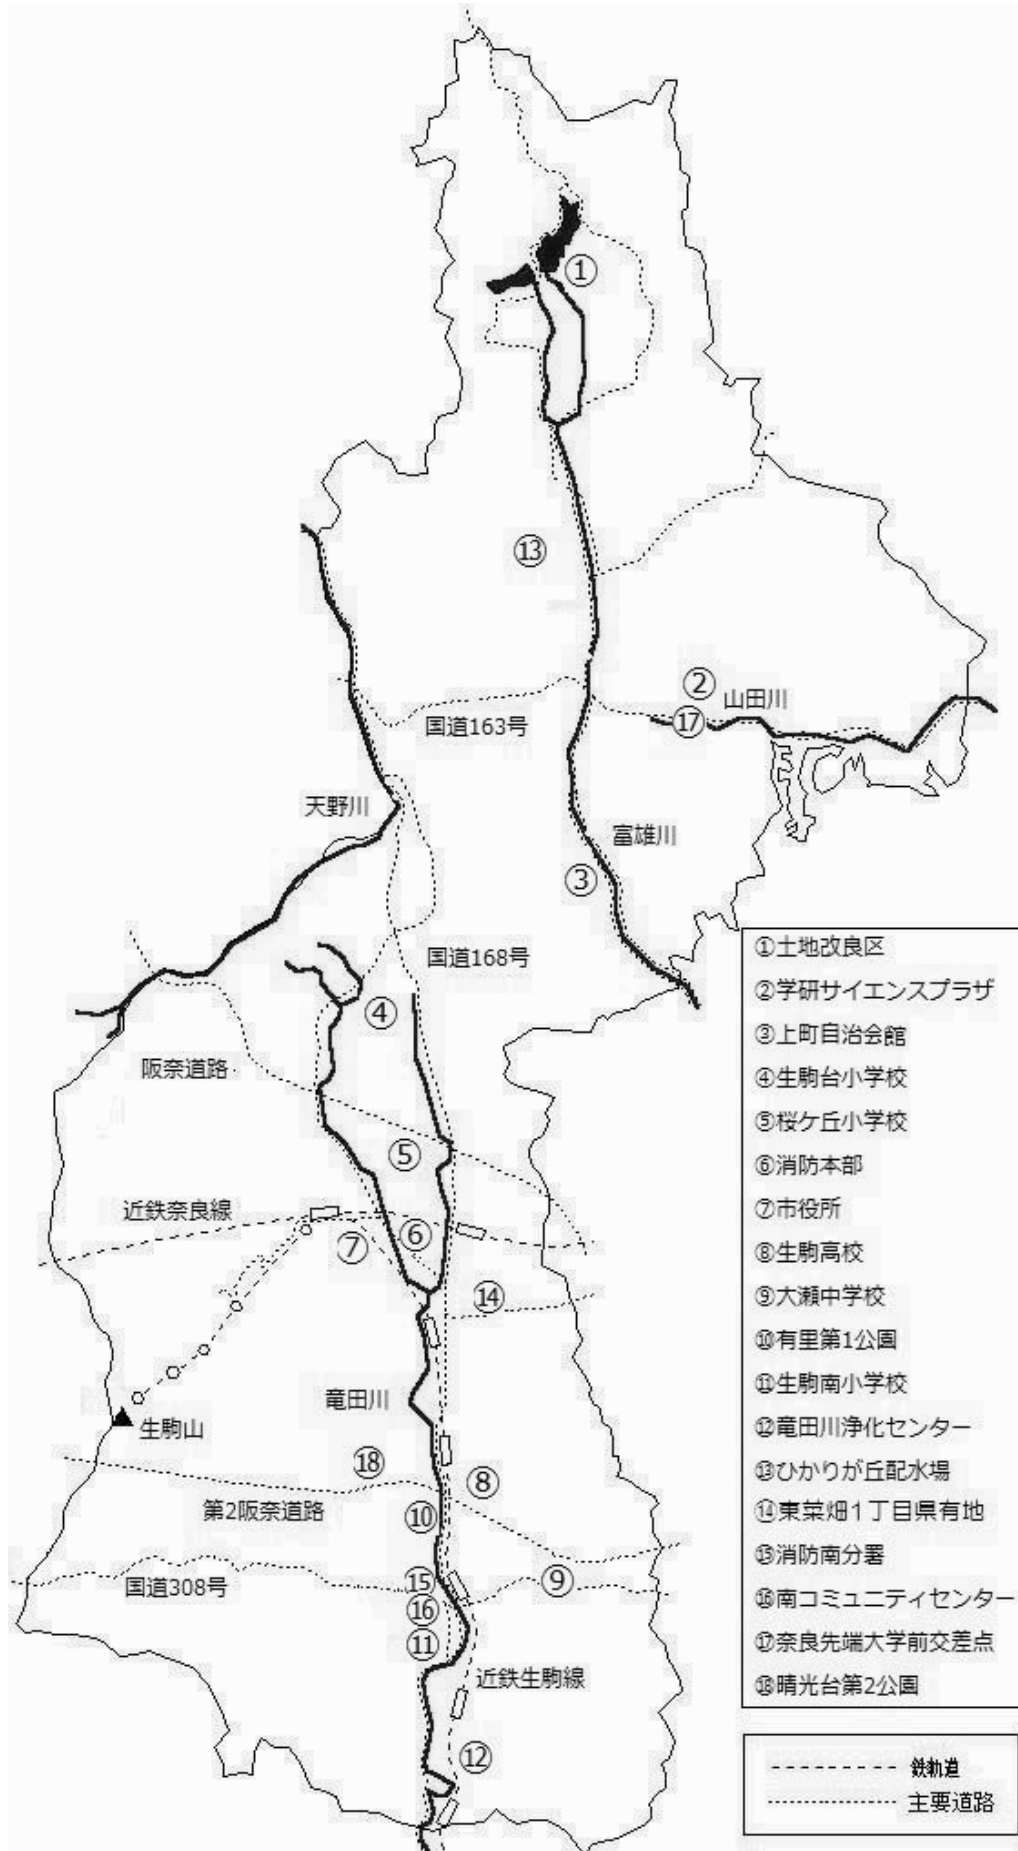 ①
⑬
②
山田川
⑰
国道163号
天野川
富雄川
③
国道168号
④
阪奈道路
⑤
近鉄奈良線
⑥
⑦
⑭
竜田川
生駒山
⑱
⑧
第2阪奈道路
⑩
国道308号
⑮
⑨
⑯
⑪
近鉄生駒線
⑫
①土地改良区
②学研サイエンスプラザ
③上町自治会館
④生駒台小学校
⑤桜ケ丘小学校
⑥消防本部
⑦市役所
⑧生駒高校
⑨大瀬中学校
⑩有里第1公園
⑪生駒南小学校
⑫竜田川浄化センター
⑬ひかりが丘配水場
⑭東菜畑1丁目県有地
⑮消防南分署
⑯南コミュニティセンター
⑰奈良先端大学前交差点
⑱晴光台第2公園
鉄軌道
主要道路